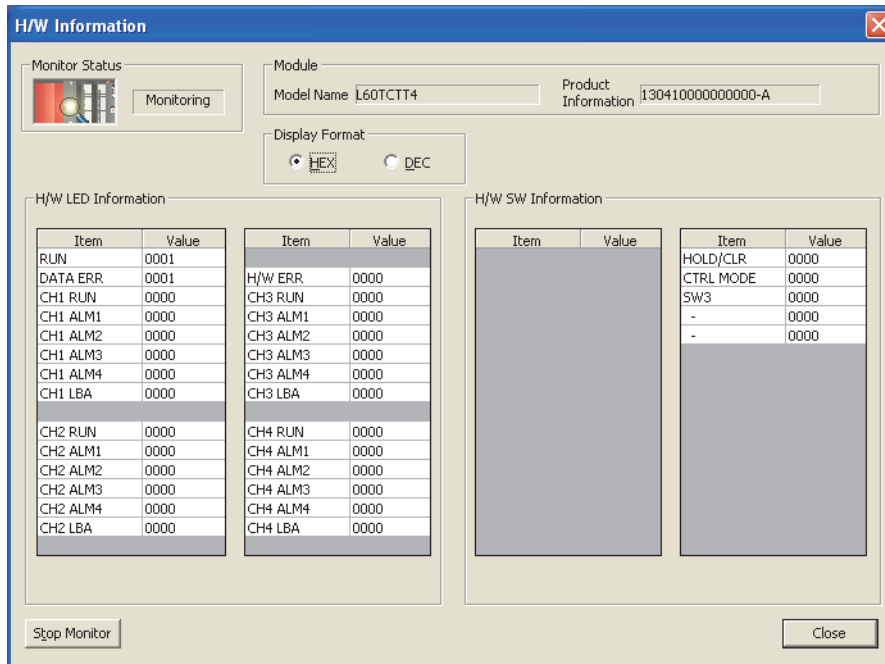 H/W Information
Monitor Status
Monitoring
Module
Model Name L60TCTT4
Product Information 130410000000000-A
Display Format
HEX DEC
H/W LED Information
Item Value Item Value
RUN 0001
DATA ERR 0001 H/W ERR 0000
CH1 RUN 0000 CH3 RUN 0000
CH1 ALM1 0000 CH3 ALM1 0000
CH1 ALM2 0000 CH3 ALM2 0000
CH1 ALM3 0000 CH3 ALM3 0000
CH1 ALM4 0000 CH3 ALM4 0000
CH1 LBA 0000 CH3 LBA 0000
CH2 RUN 0000 CH4 RUN 0000
CH2 ALM1 0000 CH4 ALM1 0000
CH2 ALM2 0000 CH4 ALM2 0000
CH2 ALM3 0000 CH4 ALM3 0000
CH2 ALM4 0000 CH4 ALM4 0000
CH2 LBA 0000 CH4 LBA 0000
H/W SW Information
Item Value Item Value
HOLD/CLR 0000
CTRL MODE 0000
SW3 0000
- 0000
- 0000
Stop Monitor
Close